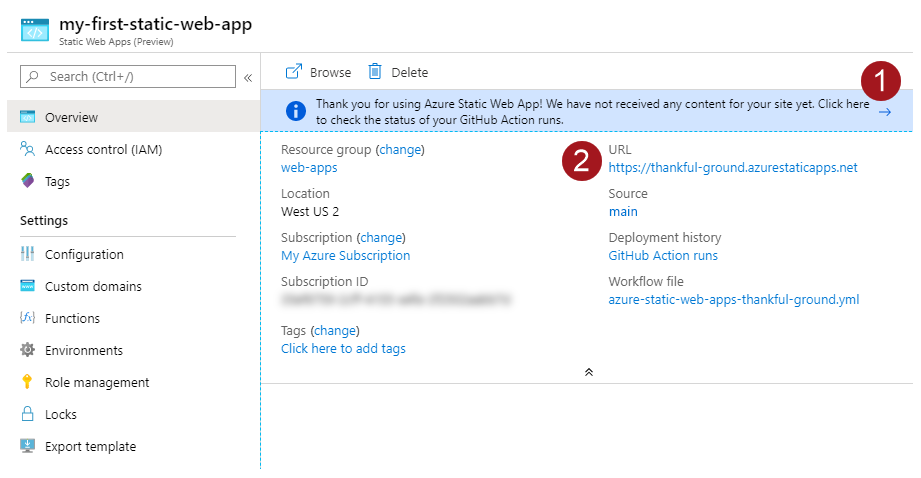 my-first-static-web-app
Static Web Apps (Preview)
Search (Ctrl+/)
«
Overview
Access control (IAM)
Tags
Settings
Configuration
Custom domains
Functions
Environments
Role management
Locks
Export template
Browse
Delete
1
Thank you for using Azure Static Web App! We have not received any content for your site yet. Click here
to check the status of your GitHub Action runs.
Resource group (change)
web-apps
Location
West US 2
Subscription (change)
My Azure Subscription
Subscription ID
Tags (change)
Click here to add tags
2
URL
https://thankful-ground.azurestaticapps.net
Source
main
Deployment history
GitHub Action runs
Workflow file
azure-static-web-apps-thankful-ground.yml